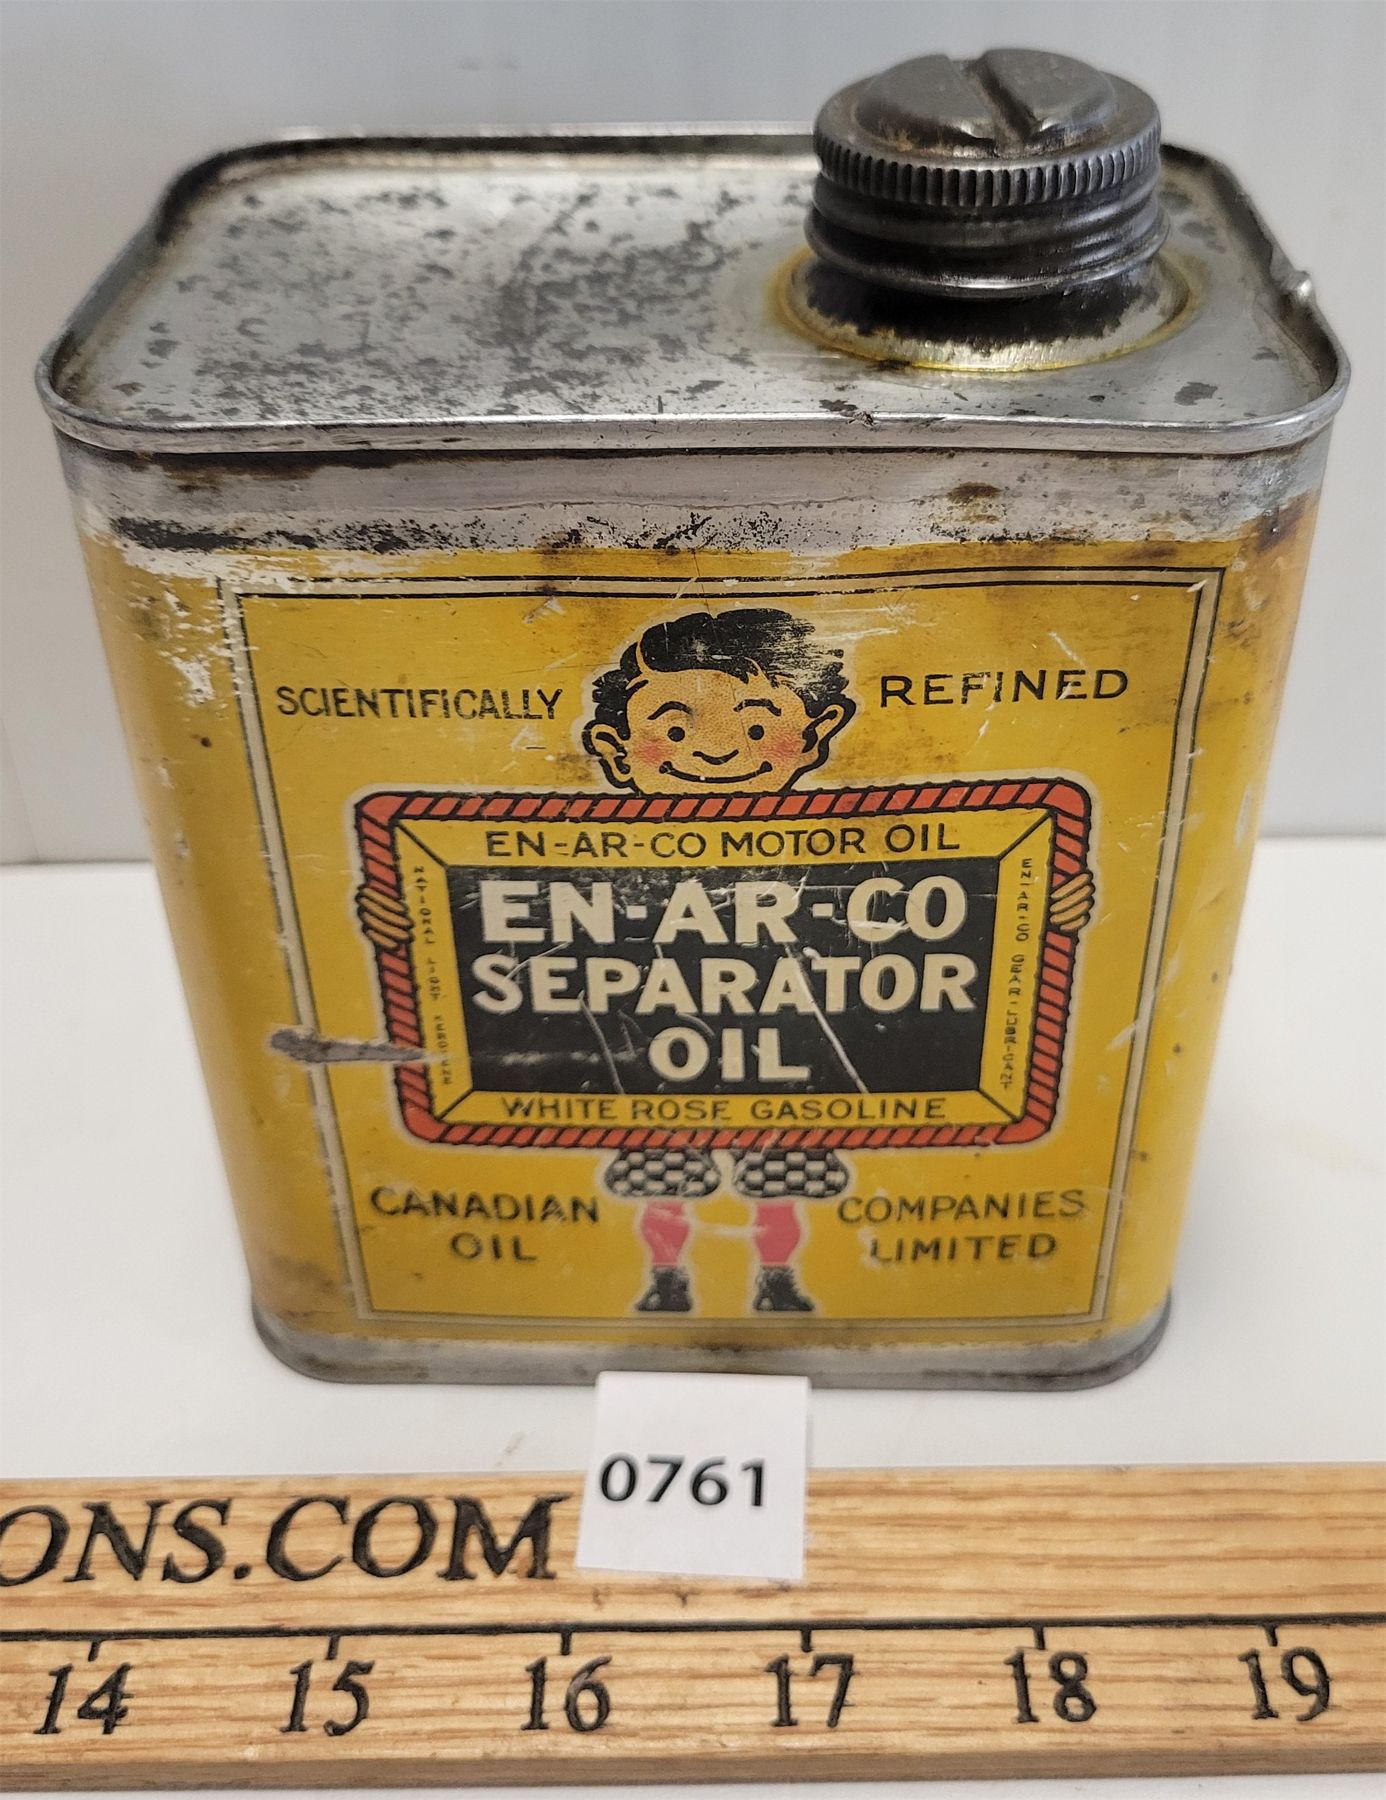 SCIENTIFICALLY REFINED
EN-AR-CO MOTOR OIL
NATIONAL LIGHT KEROSENE
EN-AR-CO
SEPARATOR
OIL
EN-AR-CO GEAR-LUBRICANT
WHITE ROSE GASOLINE
CANADIAN
OIL
COMPANIES
LIMITED
0761
ONS.COM
14 15 16 17 18 19